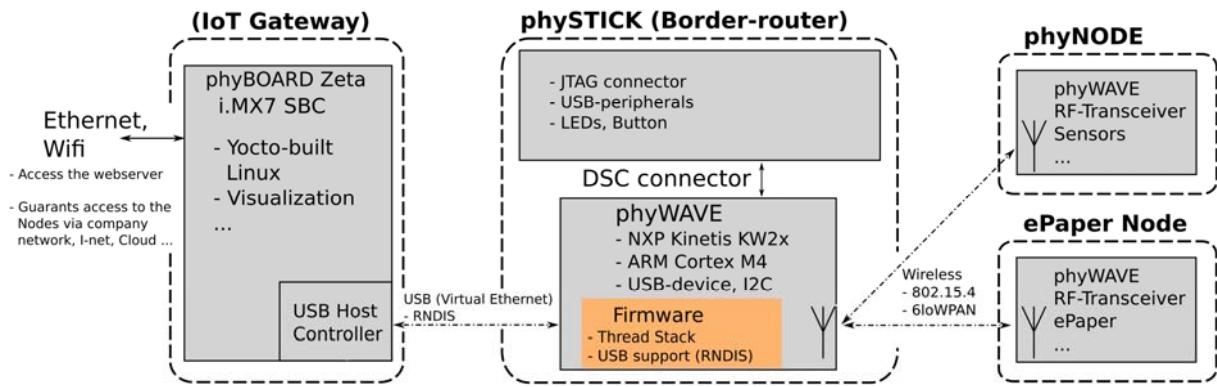 (IoT Gateway)
phyBOARD Zeta
i.MX7 SBC
- Yocto-built
Linux
- Visualization
...
USB Host
Controller
Ethernet,
Wifi
- Access the webserver
- Guarants access to the
Nodes via company
network, I-net, Cloud ...
USB (Virtual Ethernet)
- RNDIS
phySTICK (Border-router)
- JTAG connector
- USB-peripherals
- LEDs, Button
DSC connector
phyWAVE
- NXP Kinetis KW2x
- ARM Cortex M4
- USB-device, I2C
Firmware
- Thread Stack
- USB support (RNDIS)
Wireless
- 802.15.4
- 6loWPAN
phyNODE
phyWAVE
RF-Transceiver
Sensors
...
ePaper Node
phyWAVE
RF-Transceiver
ePaper
...